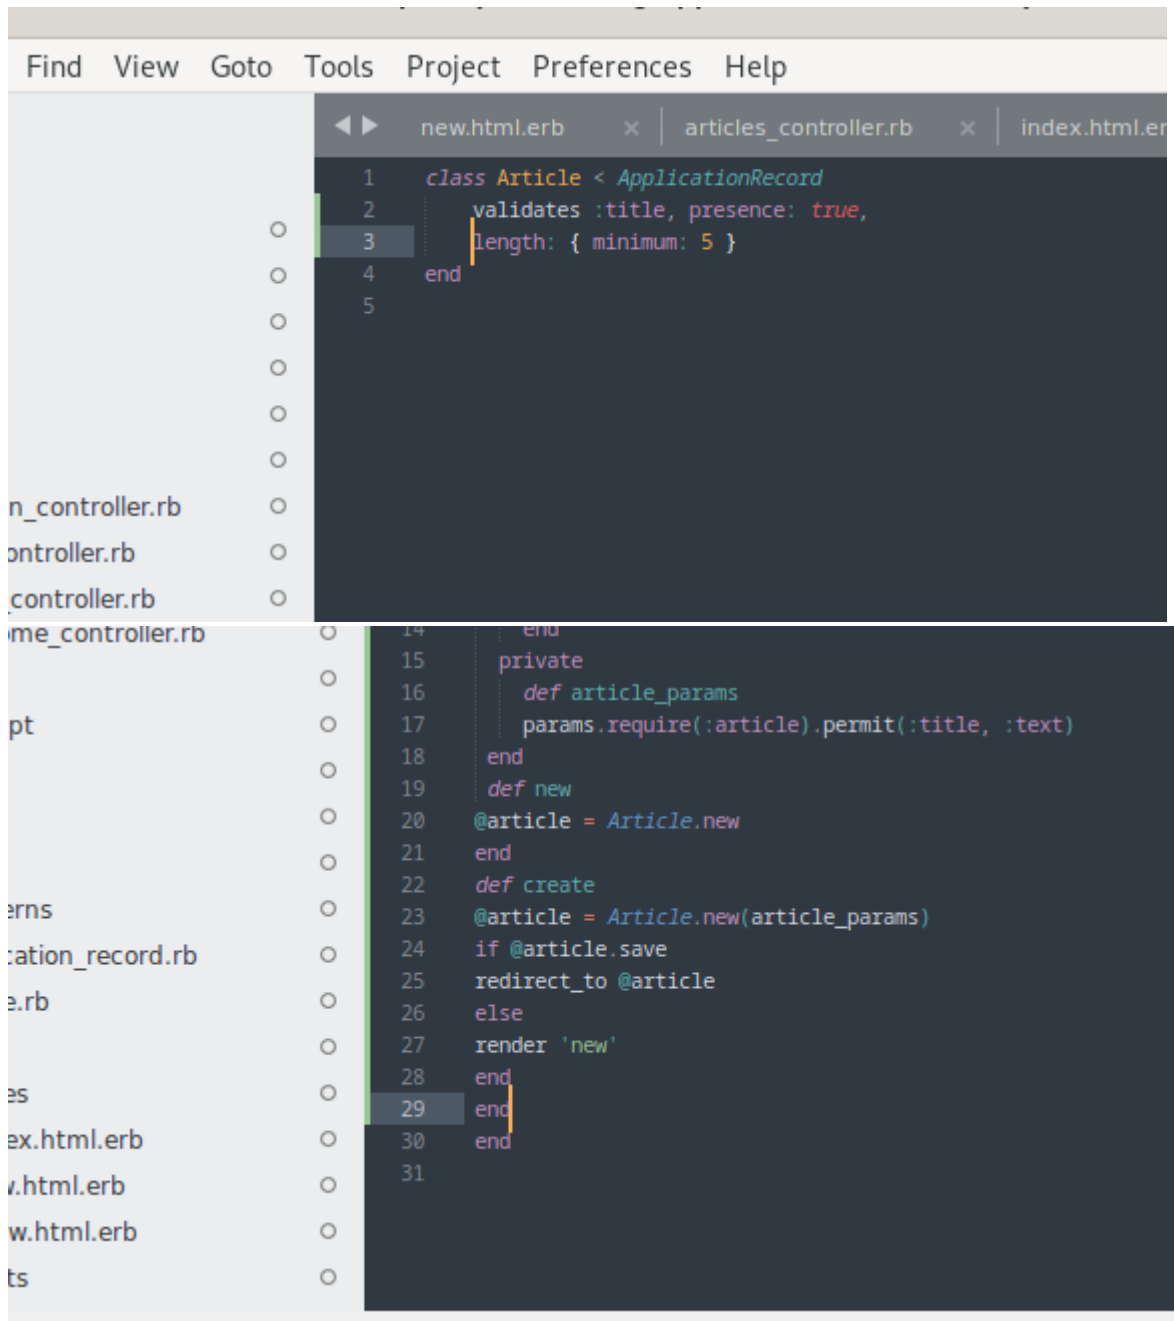 Find View Goto Tools Project Preferences Help
new.html.erb × articles_controller.rb × index.html.er
1 class Article < ApplicationRecord
2 validates :title, presence: true,
3 length: { minimum: 5 }
4 end
5
n_controller.rb
ontroller.rb
controller.rb
ome_controller.rb
pt
erns
cation_record.rb
e.rb
es
ex.html.erb
w.html.erb
w.html.erb
ts
14 end
15 private
16 def article_params
17 params.require(:article).permit(:title, :text)
18 end
19 def new
20 @article = Article.new
21 end
22 def create
23 @article = Article.new(article_params)
24 if @article.save
25 redirect_to @article
26 else
27 render 'new'
28 end
29 end
30 end
31